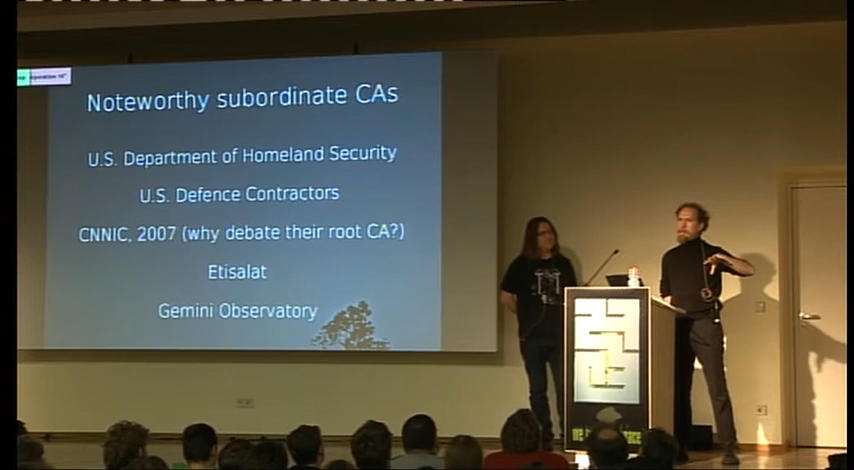 Noteworthy subordinate CAs
U.S. Department of Homeland Security
U.S. Defence Contractors
CNNIC, 2007 (why debate their root CA?)
Etisalat
Gemini Observatory
we